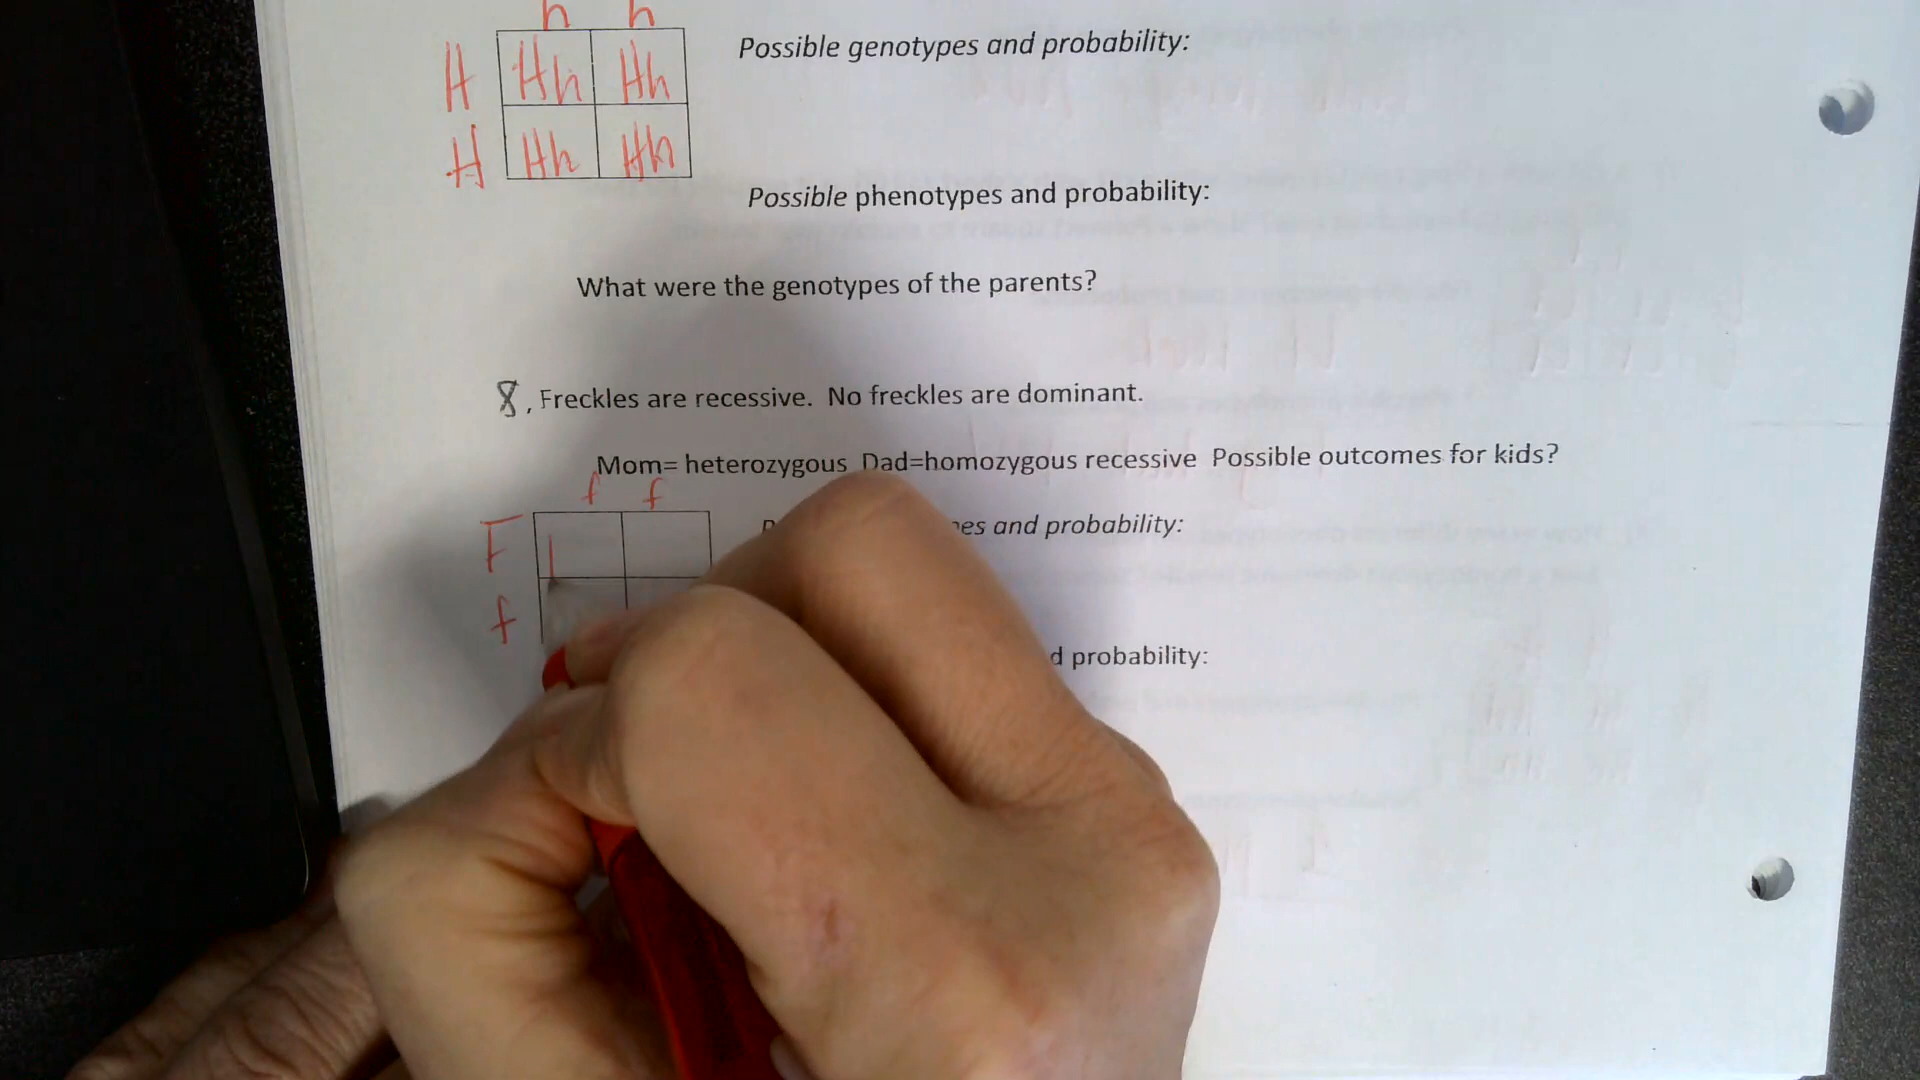 h h
H Hh Hh
Possible genotypes and probability:
H Hh Hh
Possible phenotypes and probability:
What were the genotypes of the parents?
8, Freckles are recessive. No freckles are dominant.
Mom= heterozygous Dad=homozygous recessive Possible outcomes for kids?
f f
F
and probability:
f
probability: